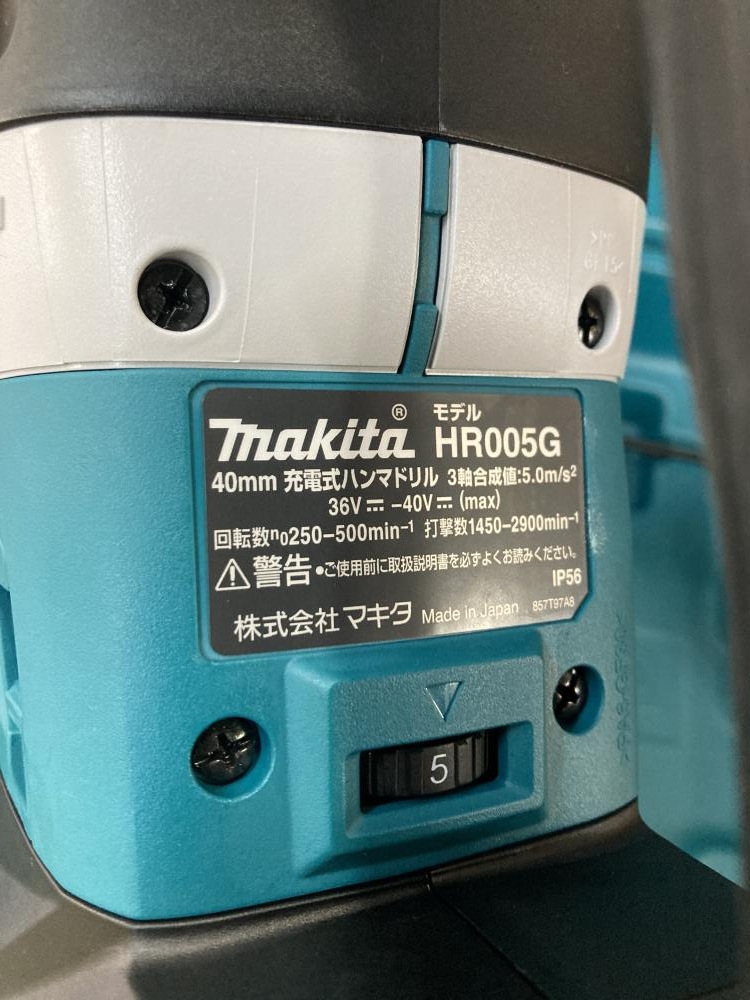 makita® モデル HR005G
40mm 充電式ハンマドリル 3軸合成値:5.0m/s²
36V⎓ –40V⎓ (max)
回転数n₀250–500min⁻¹ 打撃数1450–2900min⁻¹
⚠警告 •ご使用前に取扱説明書を必ずよくお読みください。
IP56
株式会社マキタ Made in Japan 857T97A8
5